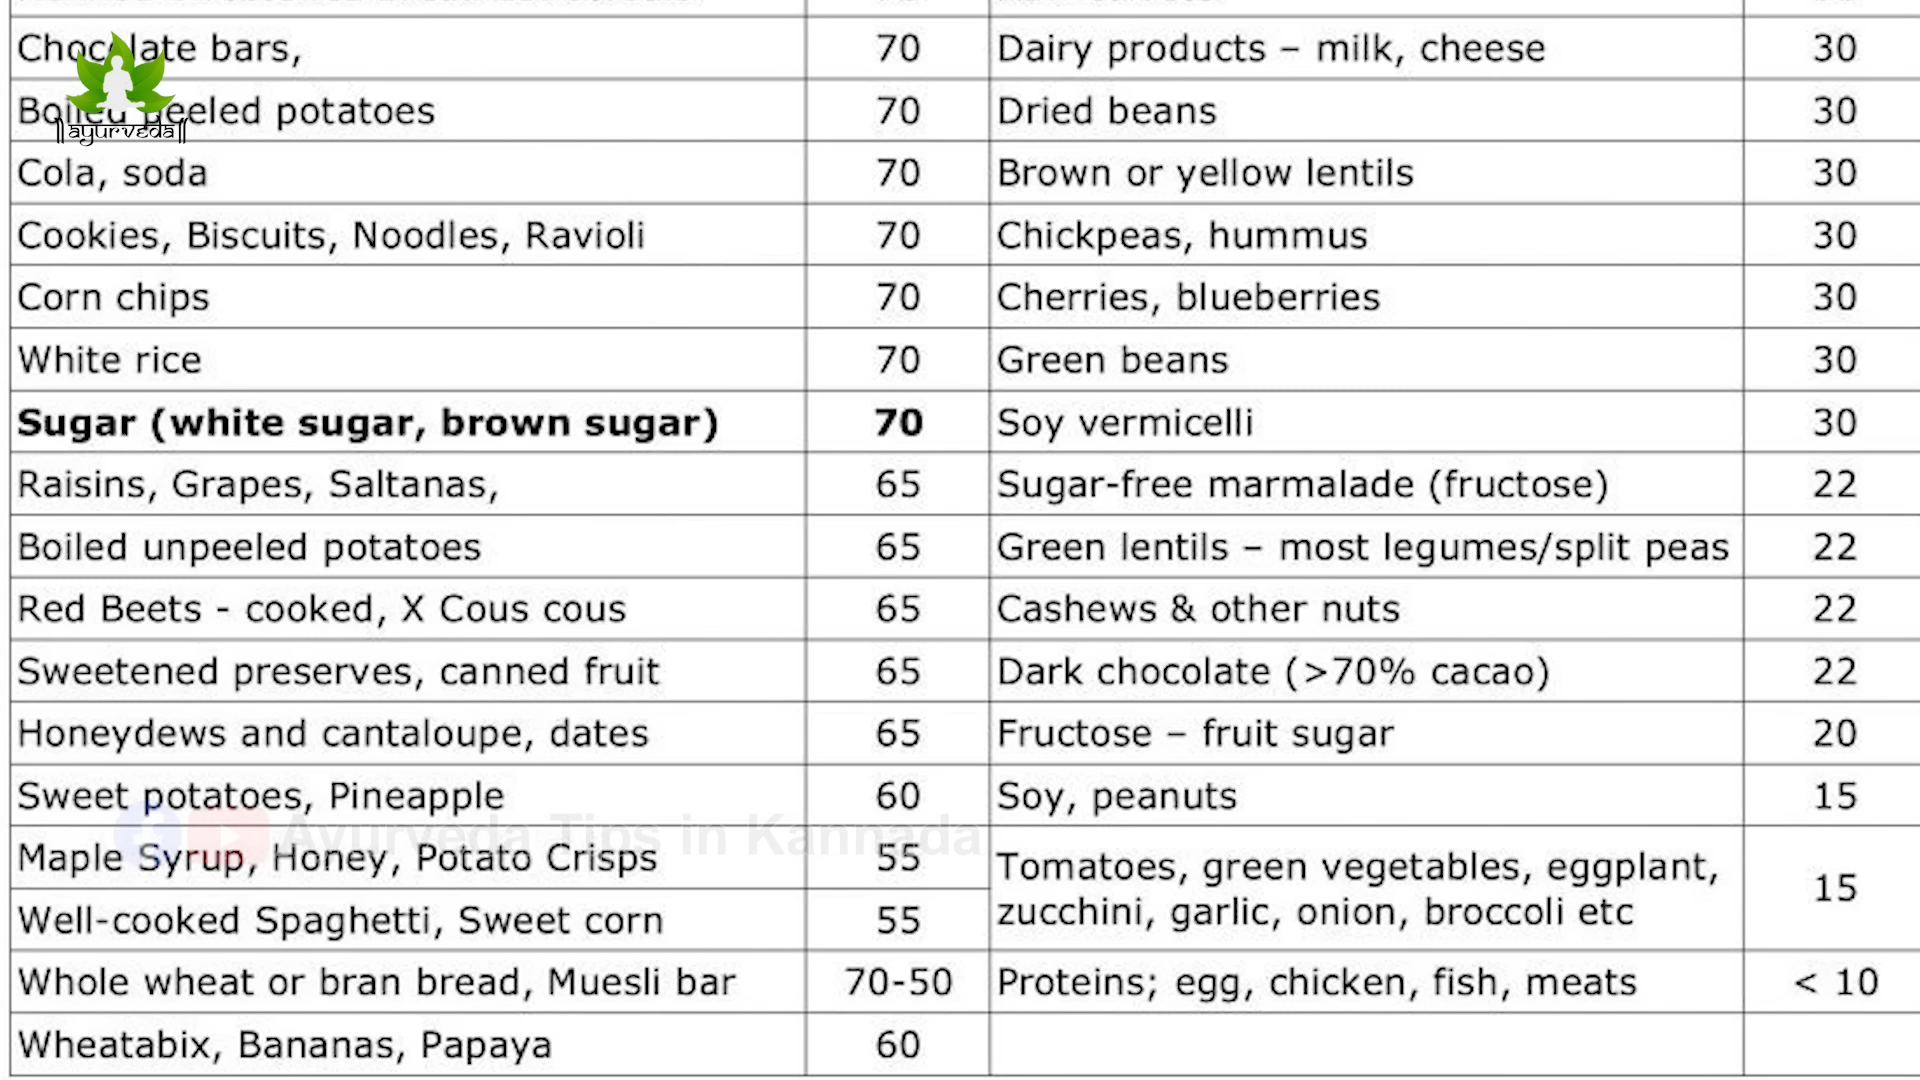 Chocolate bars, 70 Dairy products – milk, cheese 30
Boiled peeled potatoes 70 Dried beans 30
||ayurveda||
Cola, soda 70 Brown or yellow lentils 30
Cookies, Biscuits, Noodles, Ravioli 70 Chickpeas, hummus 30
Corn chips 70 Cherries, blueberries 30
White rice 70 Green beans 30
Sugar (white sugar, brown sugar) 70 Soy vermicelli 30
Raisins, Grapes, Saltanas, 65 Sugar-free marmalade (fructose) 22
Boiled unpeeled potatoes 65 Green lentils – most legumes/split peas 22
Red Beets - cooked, X Cous cous 65 Cashews & other nuts 22
Sweetened preserves, canned fruit 65 Dark chocolate (>70% cacao) 22
Honeydews and cantaloupe, dates 65 Fructose – fruit sugar 20
Sweet potatoes, Pineapple 60 Soy, peanuts 15
Ayurveda Tips in Kannada
Maple Syrup, Honey, Potato Crisps 55 Tomatoes, green vegetables, eggplant,
Well-cooked Spaghetti, Sweet corn 55 zucchini, garlic, onion, broccoli etc 15
Whole wheat or bran bread, Muesli bar 70-50 Proteins; egg, chicken, fish, meats < 10
Wheatabix, Bananas, Papaya 60